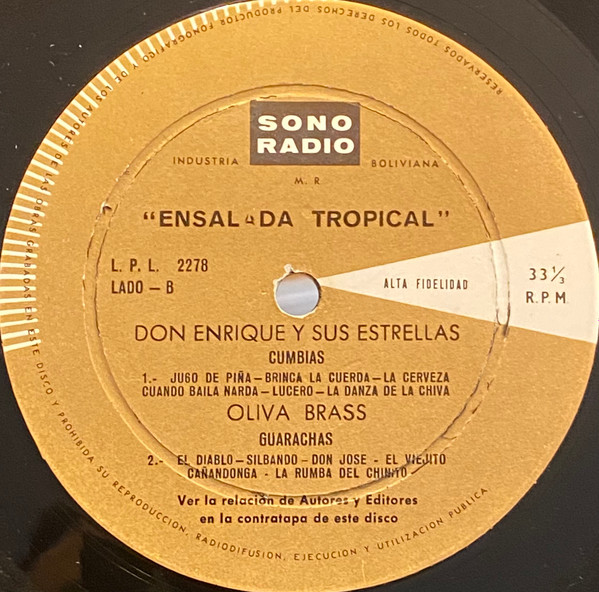 RESERVADOS TODOS LOS DERECHOS DEL PRODUCTOR FONOGRAFICO Y DE LOS AUTORES DE LAS OBRAS GRABADAS EN ESTE DISCO Y PROHIBIDA SU REPRODUCCION, RADIODIFUSION, EJECUCION Y UTILIZACION PUBLICA
SONO
RADIO
INDUSTRIA BOLIVIANA
M. R
"ENSALADA TROPICAL"
L. P. L. 2278
LADO – B
ALTA FIDELIDAD
33 1/3
R.P.M.
DON ENRIQUE Y SUS ESTRELLAS
CUMBIAS
1.- JUGO DE PIÑA – BRINCA LA CUERDA – LA CERVEZA
CUANDO BAILA NARDA – LUCERO – LA DANZA DE LA CHIVA
OLIVA BRASS
GUARACHAS
2.- EL DIABLO – SILBANDO – DON JOSE - EL VIEJITO
CAÑANDONGA - LA RUMBA DEL CHINITO
Ver la relación de Autores y Editores
en la contratapa de este disco